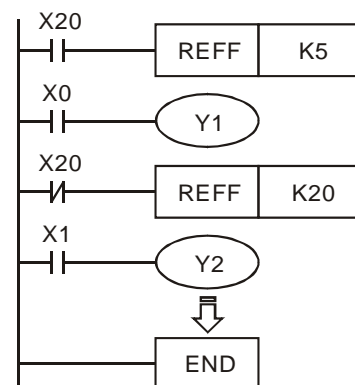 X20
REFF K5
X0
Y1
X20
REFF K20
X1
Y2
END